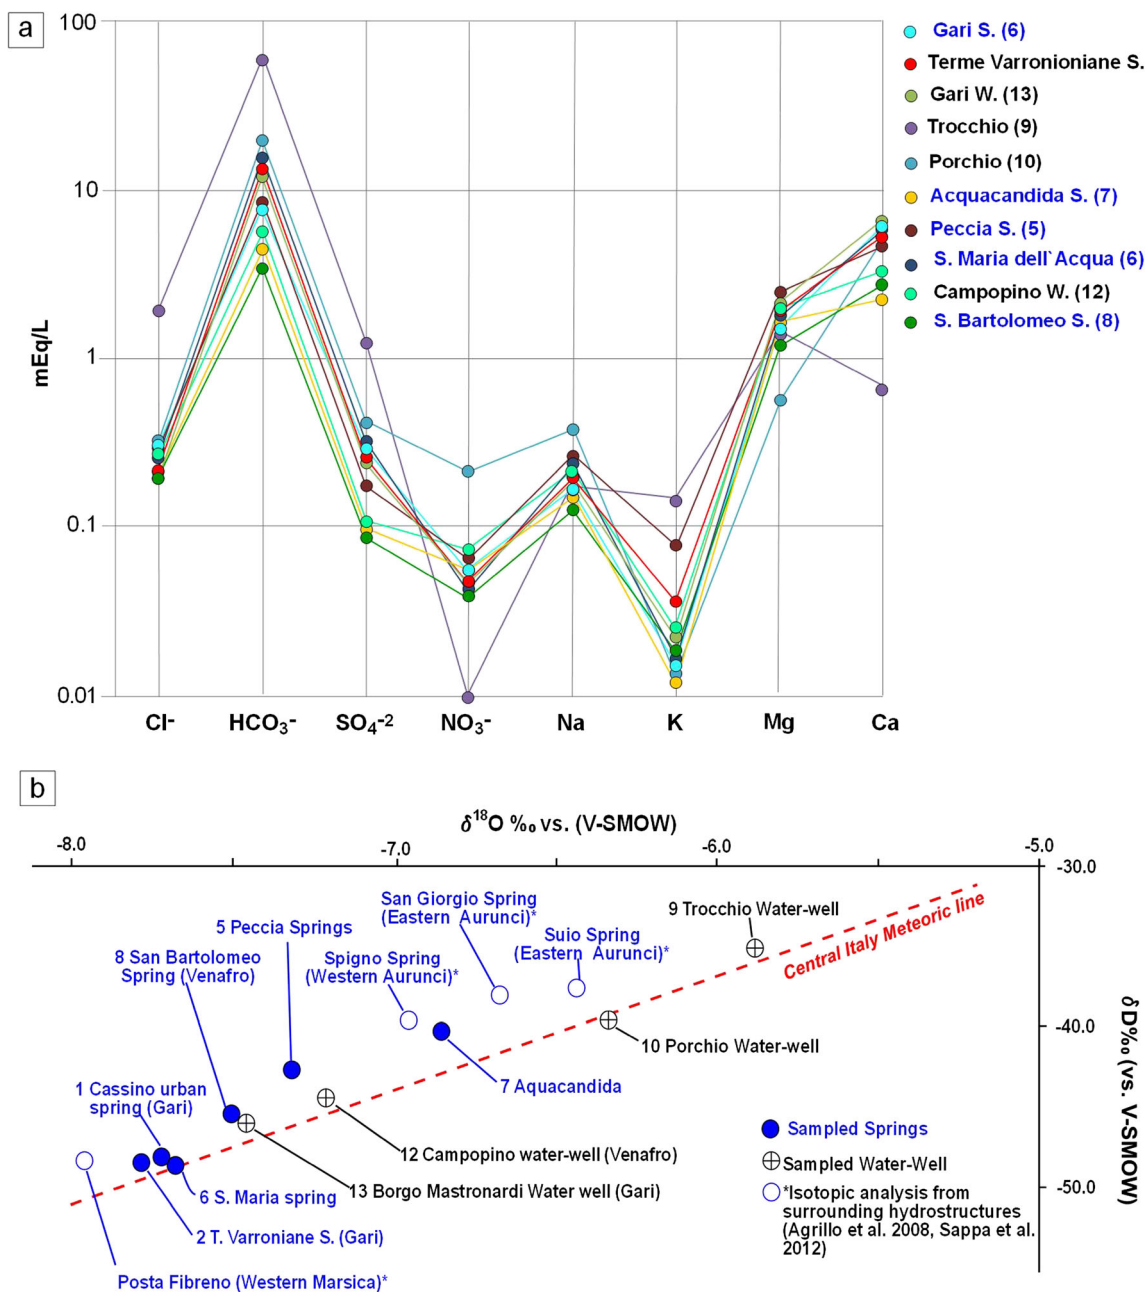 a
100
10
1
0.1
0.01
mEq/L
Cl-
HCO3-
SO4-2
NO3-
Na
K
Mg
Ca
Gari S. (6)
Terme Varronioniane S.
Gari W. (13)
Trocchio (9)
Porchio (10)
Acquacandida S. (7)
Peccia S. (5)
S. Maria dell`Acqua (6)
Campopino W. (12)
S. Bartolomeo S. (8)
b
δ18O ‰ vs. (V-SMOW)
-8.0
-7.0
-6.0
-5.0
-30.0
-40.0
-50.0
δD‰ (vs. V-SMOW)
San Giorgio Spring
(Eastern Aurunci)*
9 Trocchio Water-well
5 Peccia Springs
Suio Spring
(Eastern Aurunci)*
Central Italy Meteoric line
8 San Bartolomeo
Spring (Venafro)
Spigno Spring
(Western Aurunci)*
10 Porchio Water-well
7 Aquacandida
1 Cassino urban
spring (Gari)
12 Campopino water-well (Venafro)
13 Borgo Mastronardi Water well (Gari)
6 S. Maria spring
2 T. Varroniane S. (Gari)
Posta Fibreno (Western Marsica)*
Sampled Springs
Sampled Water-Well
*Isotopic analysis from
surrounding hydrostructures
(Agrillo et al. 2008, Sappa et al.
2012)